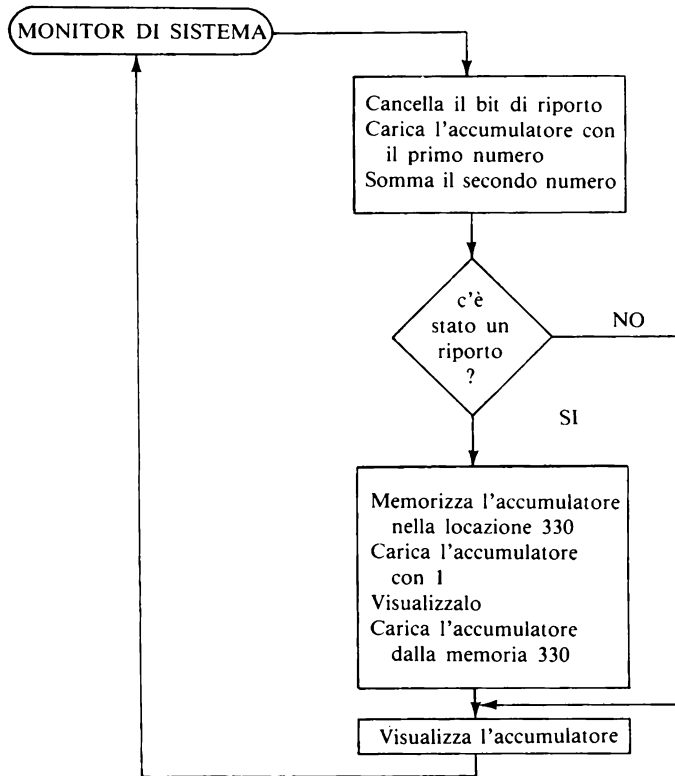 MONITOR DI SISTEMA
Cancella il bit di riporto
Carica l'accumulatore con
il primo numero
Somma il secondo numero
c'è
stato un
riporto
?
NO
SI
Memorizza l'accumulatore
nella locazione 330
Carica l'accumulatore
con 1
Visualizzalo
Carica l'accumulatore
dalla memoria 330
Visualizza l'accumulatore